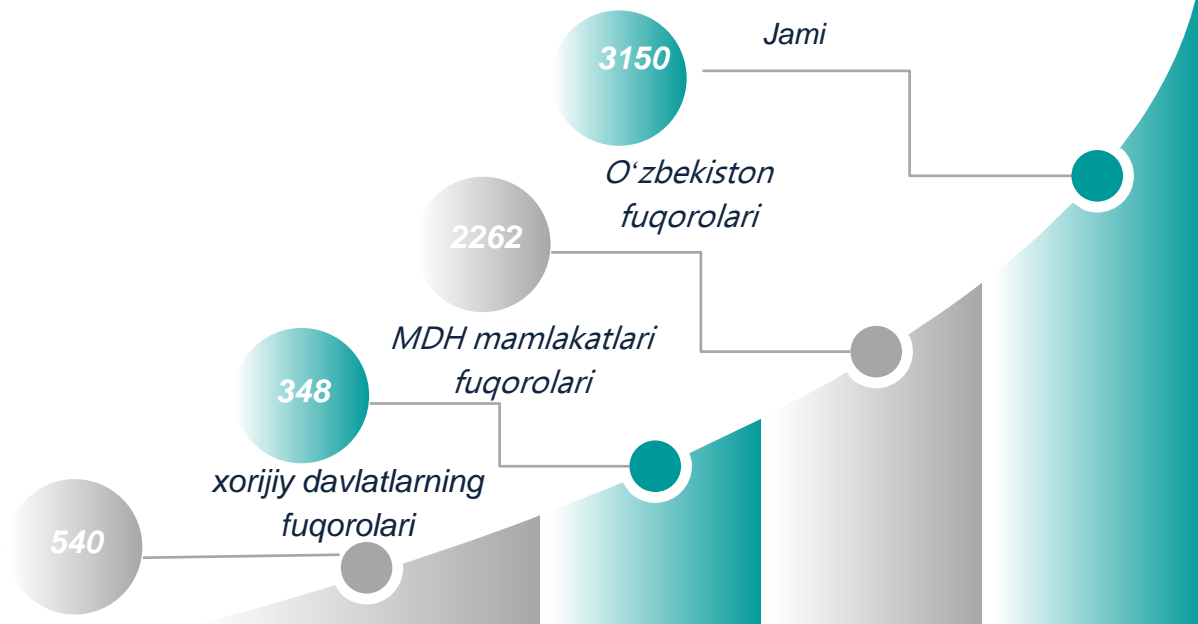 Jami
3150
O‘zbekiston
fuqorolari
2262
MDH mamlakatlari
fuqorolari
348
xorijiy davlatlarning
fuqorolari
540